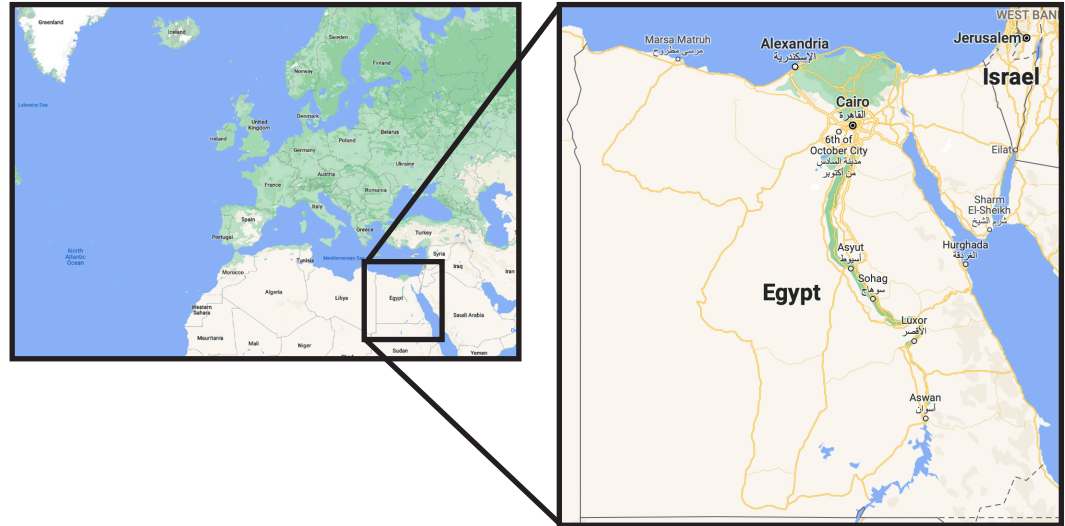 Greenland
Iceland
Sweden
Finland
Norway
Labrador Sea
Denmark
United
Kingdom
Ireland
Belarus
Poland
Germany
Ukraine
Austria
France
Romania
Italy
Spain
Portugal
Greece
Turkey
North
Atlantic
Ocean
Tunisia
Mediterranean Sea
Syria
Iraq
Iran
Morocco
Algeria
Libya
Egypt
Western
Sahara
Saudi Arabia
Mauritania
Mali
Niger
Sudan
Yemen
WEST BAN
Marsa Matruh
مرسى مطروح
Alexandria
الإسكندرية
Jerusalem
Israel
Cairo
القاهرة
6th of
October City
مدينة السادس
من أكتوبر
Eilat
Sharm
El-Sheikh
شرم الشيخ
Asyut
أسيوط
Hurghada
الغردقة
Sohag
سوهاج
Egypt
Luxor
الأقصر
Aswan
أسوان